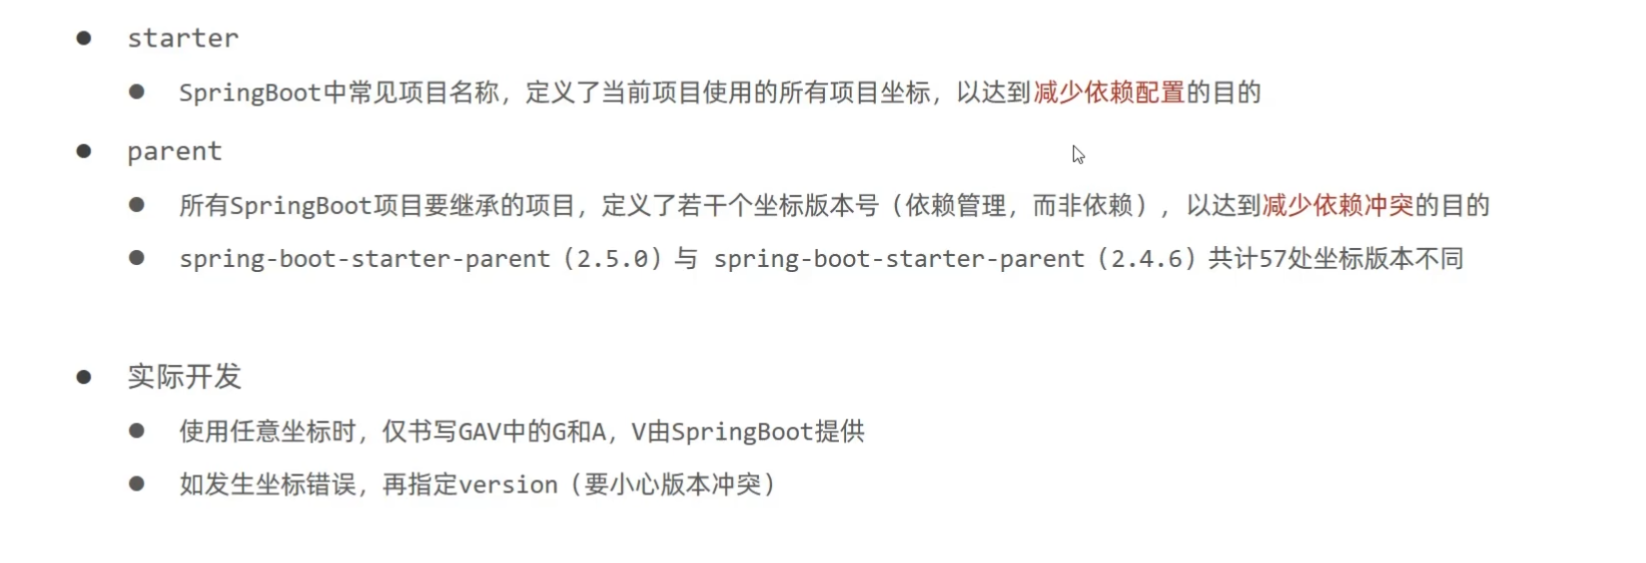 starter
SpringBoot中常见项目名称，定义了当前项目使用的所有项目坐标，以达到减少依赖配置的目的
parent
所有SpringBoot项目要继承的项目，定义了若干个坐标版本号（依赖管理，而非依赖），以达到减少依赖冲突的目的
spring-boot-starter-parent（2.5.0）与 spring-boot-starter-parent（2.4.6）共计57处坐标版本不同
实际开发
使用任意坐标时，仅书写GAV中的G和A，V由SpringBoot提供
如发生坐标错误，再指定version（要小心版本冲突）